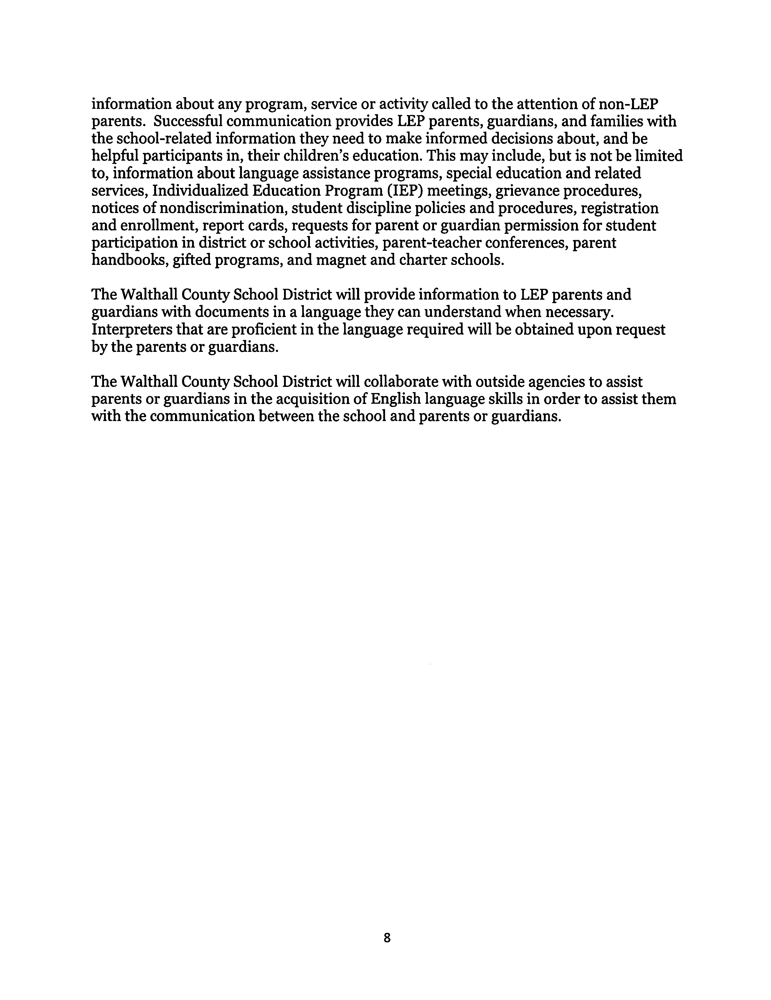 information about any program, service or activity called to the attention of non-LEP
parents.  Successful communication provides LEP parents, guardians, and families with
the school-related information they need to make informed decisions about, and be
helpful participants in, their children's education. This may include, but is not be limited
to, information about language assistance programs, special education and related
services, Individualized Education Program (IEP) meetings, grievance procedures,
notices of nondiscrimination, student discipline policies and procedures, registration
and enrollment, report cards, requests for parent or guardian permission for student
participation in district or school activities, parent-teacher conferences, parent
handbooks, gifted programs, and magnet and charter schools.
The Walthall County School District will provide information to LEP parents and
guardians with documents in a language they can understand when necessary.
Interpreters that are proficient in the language required will be obtained upon request
by the parents or guardians.
The Walthall County School District will collaborate with outside agencies to assist
parents or guardians in the acquisition of English language skills in order to assist them
with the communication between the school and parents or guardians.
8